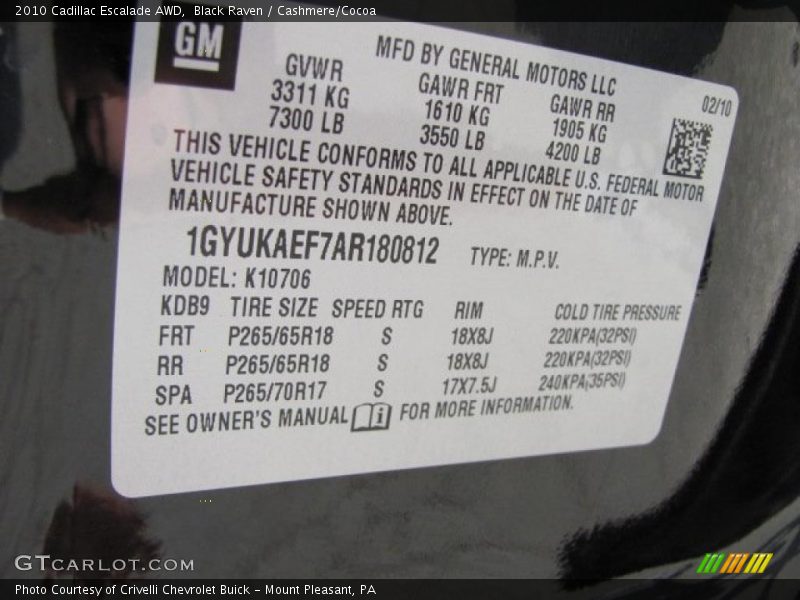 2010 Cadillac Escalade AWD, Black Raven / Cashmere/Cocoa
GM
MFD BY GENERAL MOTORS LLC
GVWR GAWR FRT GAWR RR 02/10
3311 KG 1610 KG 1905 KG
7300 LB 3550 LB 4200 LB
THIS VEHICLE CONFORMS TO ALL APPLICABLE U.S. FEDERAL MOTOR
VEHICLE SAFETY STANDARDS IN EFFECT ON THE DATE OF
MANUFACTURE SHOWN ABOVE.
1GYUKAEF7AR180812 TYPE: M.P.V.
MODEL: K10706
KDB9 TIRE SIZE SPEED RTG RIM COLD TIRE PRESSURE
FRT P265/65R18 S 18X8J 220KPA(32PSI)
RR P265/65R18 S 18X8J 220KPA(32PSI)
SPA P265/70R17 S 17X7.5J 240KPA(35PSI)
SEE OWNER'S MANUAL i FOR MORE INFORMATION.
GTCARLOT.COM
Photo Courtesy of Crivelli Chevrolet Buick - Mount Pleasant, PA